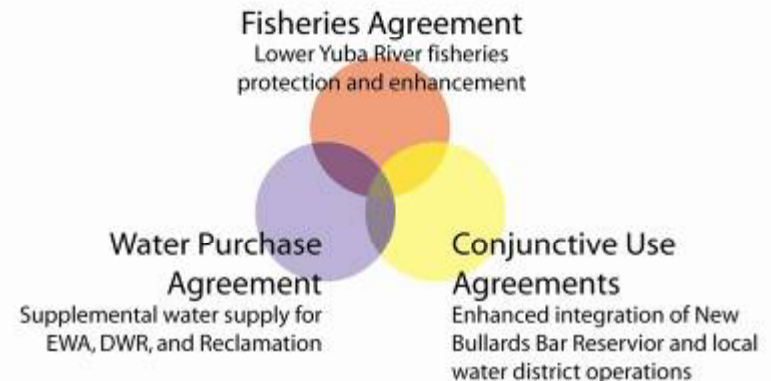 Fisheries Agreement
Lower Yuba River fisheries
protection and enhancement
Water Purchase
Agreement
Supplemental water supply for
EWA, DWR, and Reclamation
Conjunctive Use
Agreements
Enhanced integration of New
Bullards Bar Reservior and local
water district operations